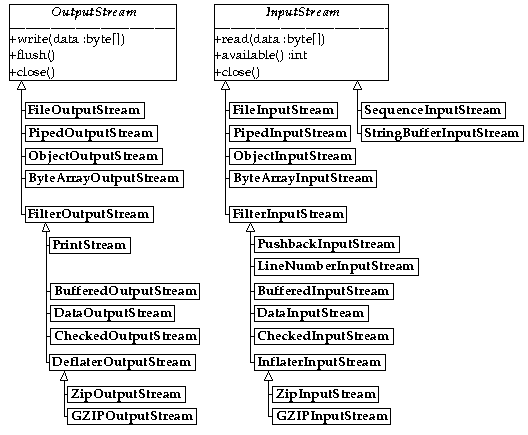 OutputStream
+write(data :byte[])
+flush()
+close()
FileOutputStream
PipedOutputStream
ObjectOutputStream
ByteArrayOutputStream
FilterOutputStream
PrintStream
BufferedOutputStream
DataOutputStream
CheckedOutputStream
DeflaterOutputStream
ZipOutputStream
GZIPOutputStream
InputStream
+read(data :byte[])
+available() :int
+close()
FileInputStream
PipedInputStream
ObjectInputStream
ByteArrayInputStream
FilterInputStream
PushbackInputStream
LineNumberInputStream
BufferedInputStream
DataInputStream
CheckedInputStream
InflaterInputStream
ZipInputStream
GZIPInputStream
SequenceInputStream
StringBufferInputStream